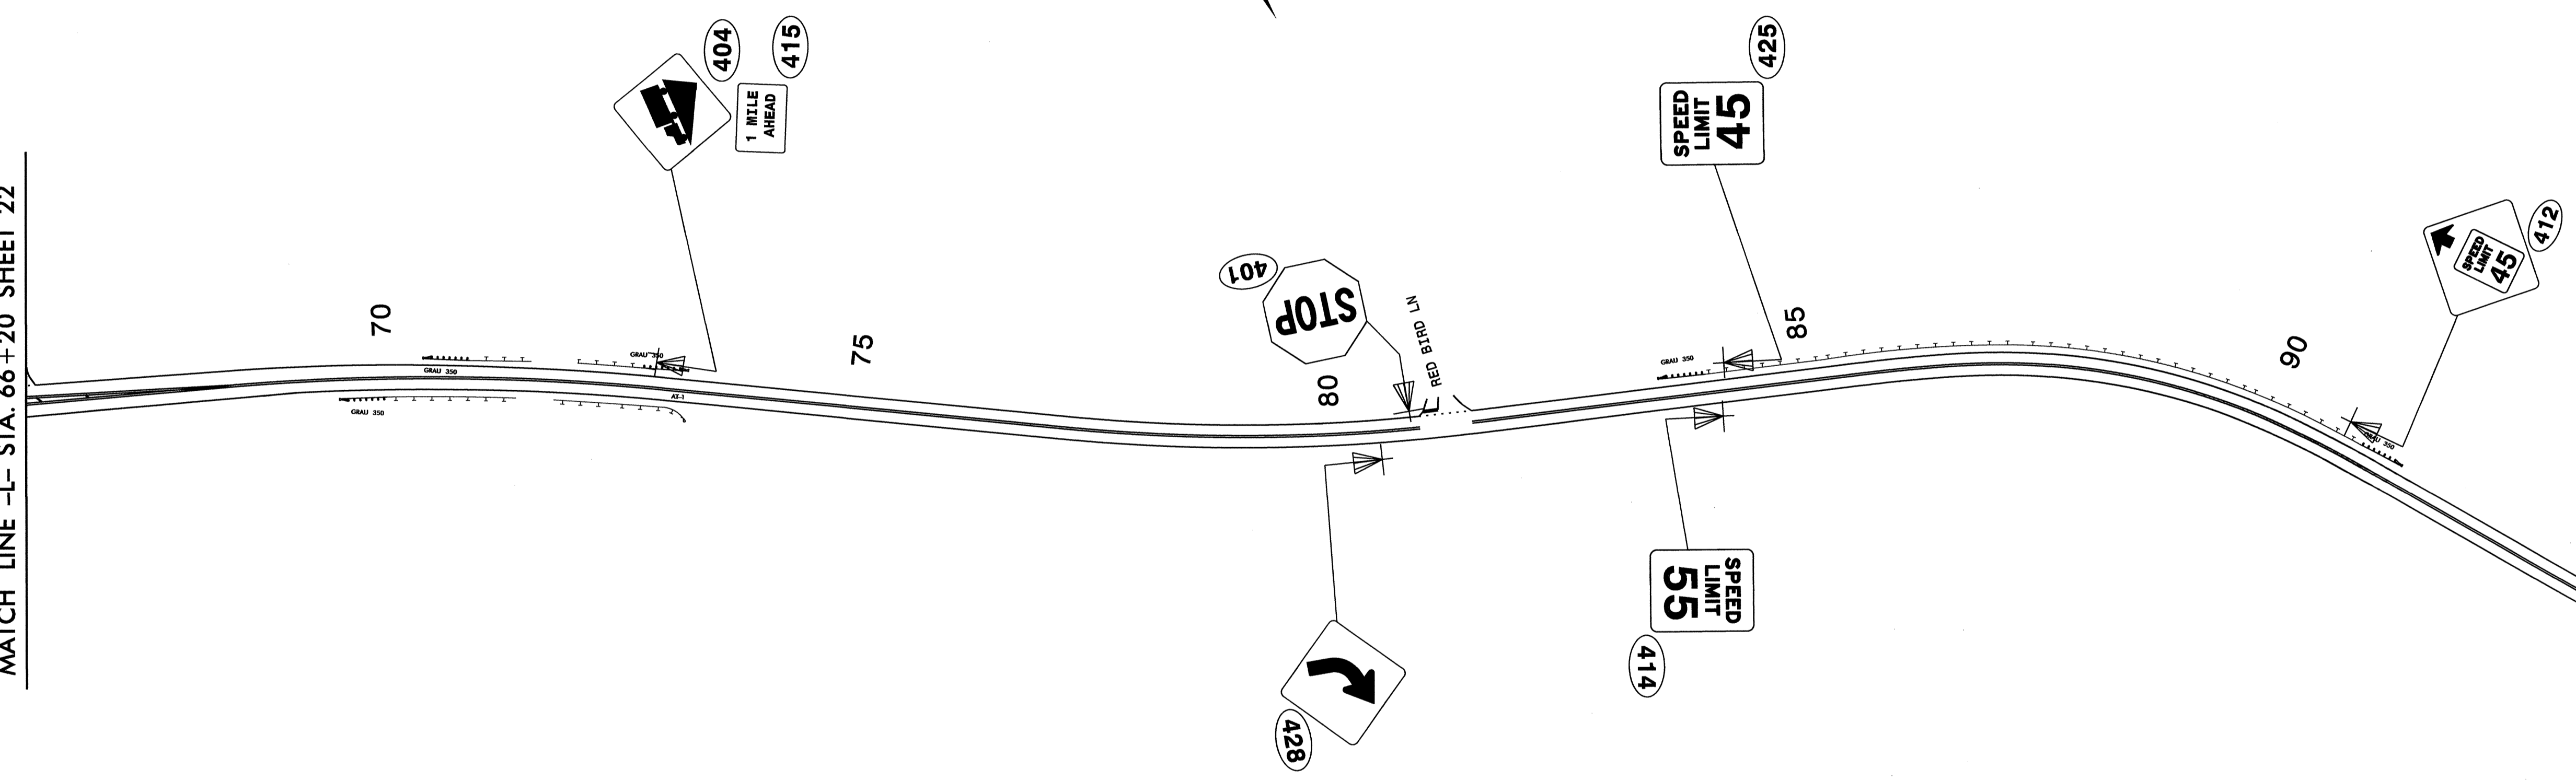 MATCH LINE -L- STA. 66+20 SHEET 22
404
415
1 MILE
AHEAD
425
SPEED
LIMIT
45
SPEED
LIMIT
45
412
401
STOP
RED BIRD LN
70
75
80
85
90
GRAU 350
GRAU 350
GRAU 350
AT-1
GRAU 350
GRAU 350
SPEED
LIMIT
55
414
428